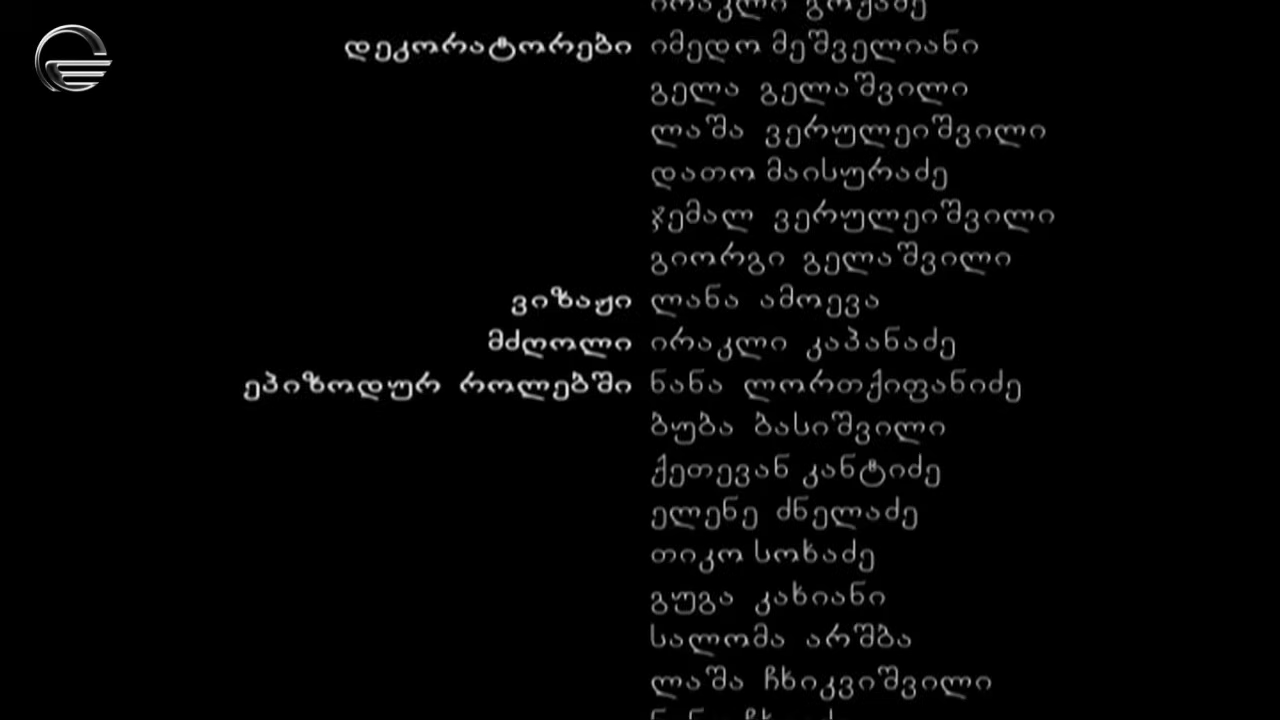 დეკორატორები იმედო მეშველიანი
გელა გელაშვილი
ლაშა ვერულეიშვილი
დათო მაისურაძე
ჯემალ ვერულეიშვილი
გიორგი გელაშვილი
ვიზაჟი ლანა ამოევა
მძღოლი ირაკლი კაპანაძე
ეპიზოდურ როლებში ნანა ლორთქიფანიძე
ბუბა ბასიშვილი
ქეთევან კანტიძე
ელენე ძნელაძე
თიკო სოხაძე
გუგა კახიანი
სალომა არშბა
ლაშა ჩხიკვიშვილი